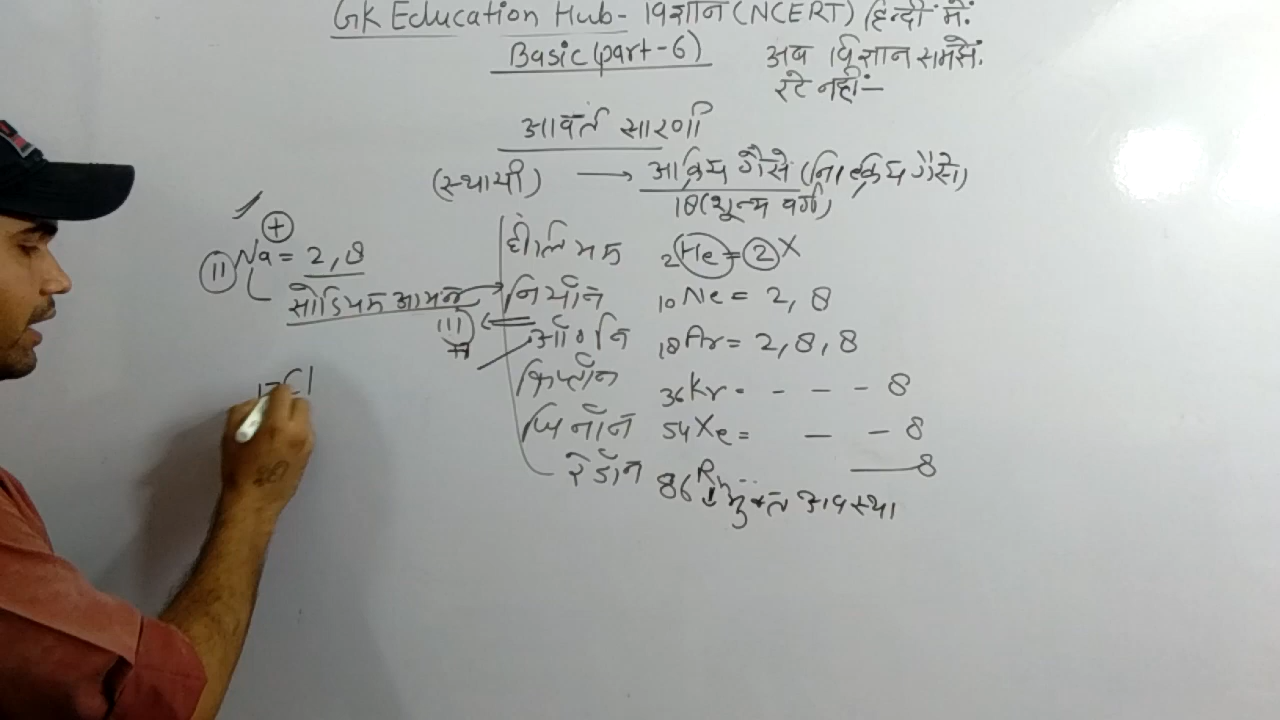 GK Education Hub - विज्ञान (NCERT) हिन्दी में.
Basic (part-6)
अब विज्ञान समझें.
रटे नहीं-
आवर्त सारणी
(स्थायी) → अक्रिय गैसे (निष्क्रिय गैसे)
18 (शून्य वर्ग)
+
11 Na = 2, 8
सोडियम आयन
हीलियम 2He = 2 X
नियॉन 10Ne = 2, 8
ऑर्गन 18Ar = 2, 8, 8
क्रिप्टॉन 36Kr - - - - 8
जिनॉन 54Xe = - - 8
रेडॉन 86Rn 8
मुक्त अवस्था
17Cl